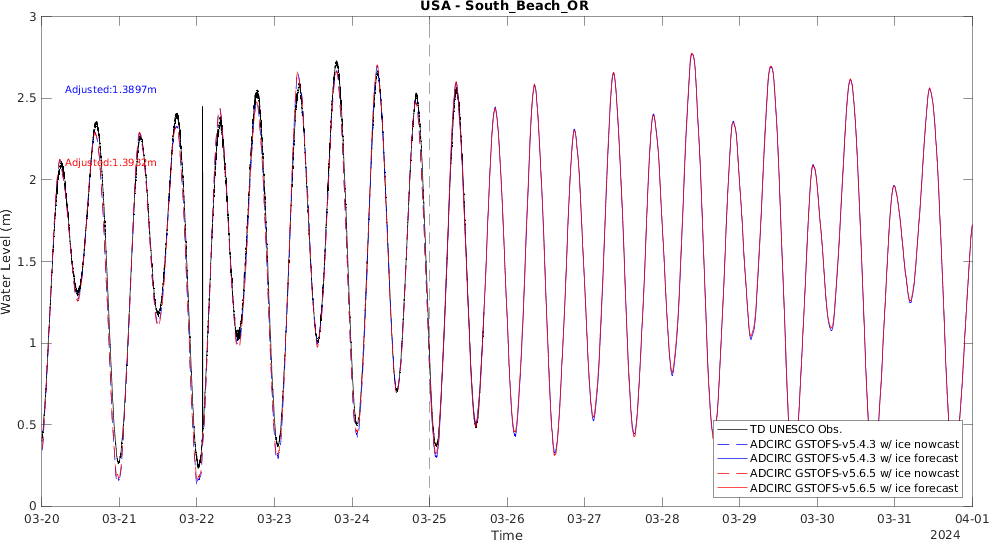 USA - South_Beach_OR
3
2.5
2
1.5
1
0.5
0
Water Level (m)
Adjusted:1.3897m
Adjusted:1.3932m
TD UNESCO Obs.
ADCIRC GSTOFS-v5.4.3 w/ ice nowcast
ADCIRC GSTOFS-v5.4.3 w/ ice forecast
ADCIRC GSTOFS-v5.6.5 w/ ice nowcast
ADCIRC GSTOFS-v5.6.5 w/ ice forecast
03-20 03-21 03-22 03-23 03-24 03-25 03-26 03-27 03-28 03-29 03-30 03-31 04-01
Time
2024